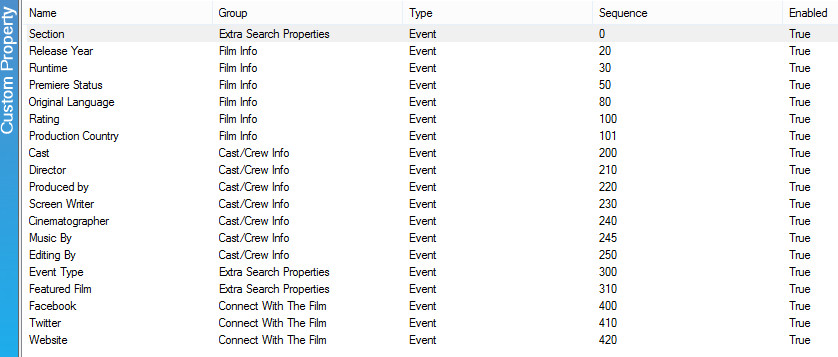 Custom Property
Name Group Type Sequence Enabled
Section Extra Search Properties Event 0 True
Release Year Film Info Event 20 True
Runtime Film Info Event 30 True
Premiere Status Film Info Event 50 True
Original Language Film Info Event 80 True
Rating Film Info Event 100 True
Production Country Film Info Event 101 True
Cast Cast/Crew Info Event 200 True
Director Cast/Crew Info Event 210 True
Produced by Cast/Crew Info Event 220 True
Screen Writer Cast/Crew Info Event 230 True
Cinematographer Cast/Crew Info Event 240 True
Music By Cast/Crew Info Event 245 True
Editing By Cast/Crew Info Event 250 True
Event Type Extra Search Properties Event 300 True
Featured Film Extra Search Properties Event 310 True
Facebook Connect With The Film Event 400 True
Twitter Connect With The Film Event 410 True
Website Connect With The Film Event 420 True